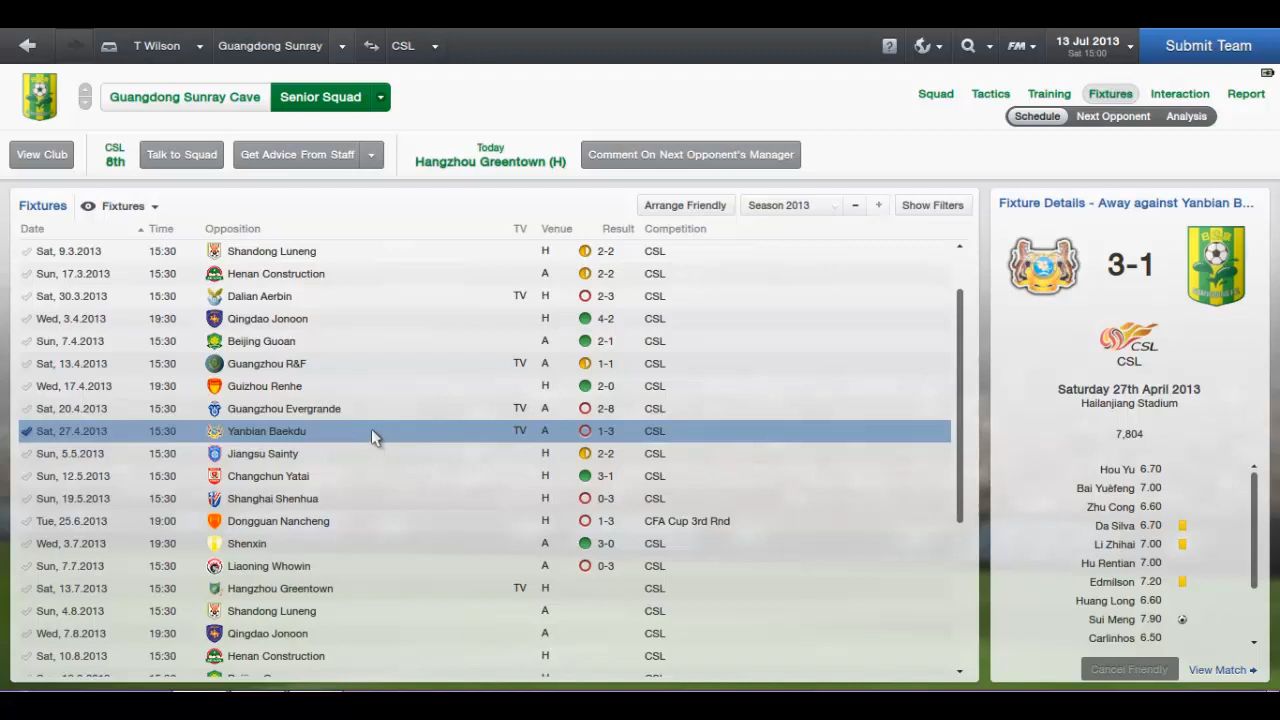 T Wilson Guangdong Sunray CSL ? FM 13 Jul 2013 Submit Team
Sat 15:00
Guangdong Sunray Cave Senior Squad Squad Tactics Training Fixtures Interaction Report
Schedule Next Opponent Analysis
View Club CSL 8th Talk to Squad Get Advice From Staff Today Hangzhou Greentown (H) Comment On Next Opponent's Manager
Fixtures Fixtures Arrange Friendly Season 2013 - + Show Filters
Date Time Opposition TV Venue Result Competition
Sat, 9.3.2013 15:30 Shandong Luneng H 2-2 CSL
Sun, 17.3.2013 15:30 Henan Construction A 2-2 CSL
Sat, 30.3.2013 15:30 Dalian Aerbin TV H 2-3 CSL
Wed, 3.4.2013 19:30 Qingdao Jonoon H 4-2 CSL
Sun, 7.4.2013 15:30 Beijing Guoan A 2-1 CSL
Sat, 13.4.2013 15:30 Guangzhou R&F TV A 1-1 CSL
Wed, 17.4.2013 19:30 Guizhou Renhe H 2-0 CSL
Sat, 20.4.2013 15:30 Guangzhou Evergrande TV A 2-8 CSL
Sat, 27.4.2013 15:30 Yanbian Baekdu TV A 1-3 CSL
Sun, 5.5.2013 15:30 Jiangsu Sainty H 2-2 CSL
Sun, 12.5.2013 15:30 Changchun Yatai H 3-1 CSL
Sun, 19.5.2013 15:30 Shanghai Shenhua H 0-3 CSL
Tue, 25.6.2013 19:00 Dongguan Nancheng H 1-3 CFA Cup 3rd Rnd
Wed, 3.7.2013 19:30 Shenxin A 3-0 CSL
Sun, 7.7.2013 15:30 Liaoning Whowin A 0-3 CSL
Sat, 13.7.2013 15:30 Hangzhou Greentown TV H CSL
Sun, 4.8.2013 15:30 Shandong Luneng A CSL
Wed, 7.8.2013 19:30 Qingdao Jonoon A CSL
Sat, 10.8.2013 15:30 Henan Construction H CSL
Fixture Details - Away against Yanbian B...
3-1
CSL
CSL
Saturday 27th April 2013
Hailanjiang Stadium
7,804
Hou Yu 6.70
Bai Yuèfeng 7.00
Zhu Cong 6.60
Da Silva 6.70
Li Zhihai 7.00
Hu Rentian 7.00
Edmilson 7.20
Huang Long 6.60
Sui Meng 7.90
Carlinhos 6.50
Cancel Friendly View Match